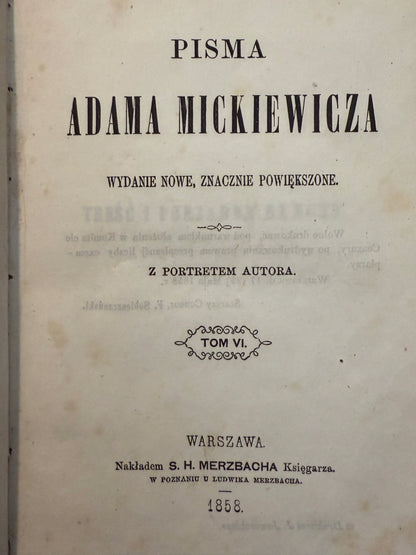 PISMA
ADAMA MICKIEWICZA
WYDANIE NOWE, ZNACZNIE POWIĘKSZONE.
Z PORTRETEM AUTORA.
TOM VI.
WARSZAWA.
Nakładem S. H. MERZBACHA Księgarza.
W POZNANIU U LUDWIKA MERZBACHA.
1858.